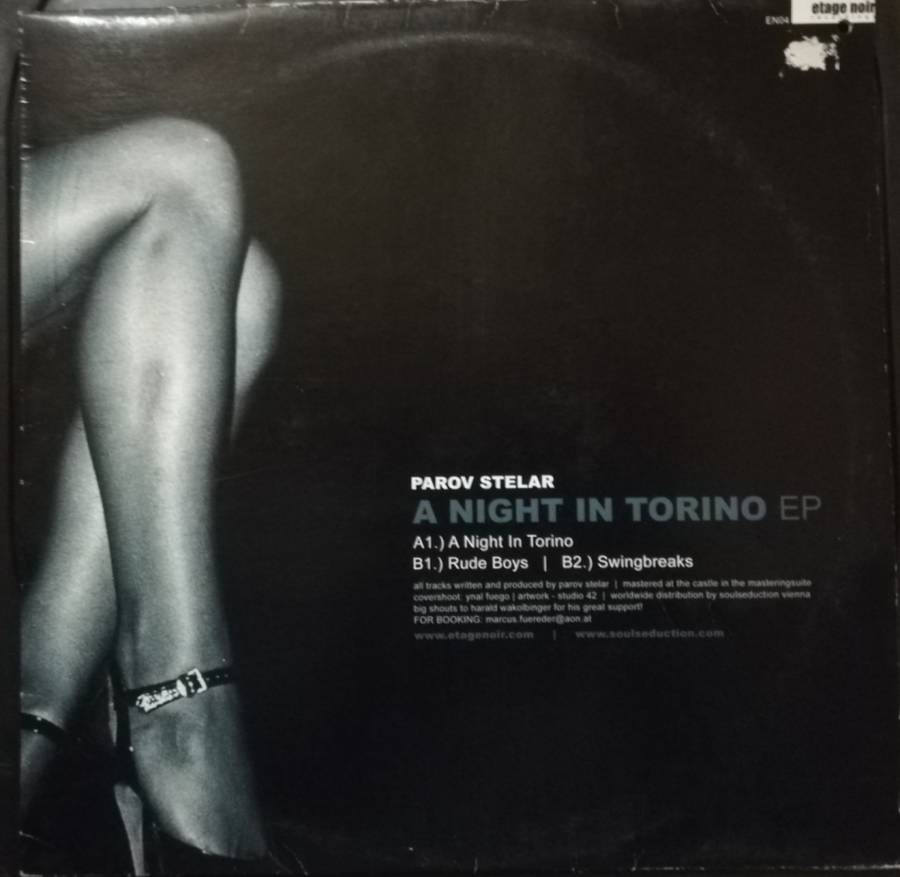 etage noir
EN04
PAROV STELAR
A NIGHT IN TORINO EP
A1.) A Night In Torino
B1.) Rude Boys | B2.) Swingbreaks
all tracks written and produced by parov stelar | mastered at the castle in the masteringsuite
covershoot: ynal fuego | artwork - studio 42 | worldwide distribution by soulseduction vienna
big shouts to harald wakolbinger for his great support!
FOR BOOKING: marcus.fuereder@aon.at
www.etagenoir.com | www.soulseduction.com